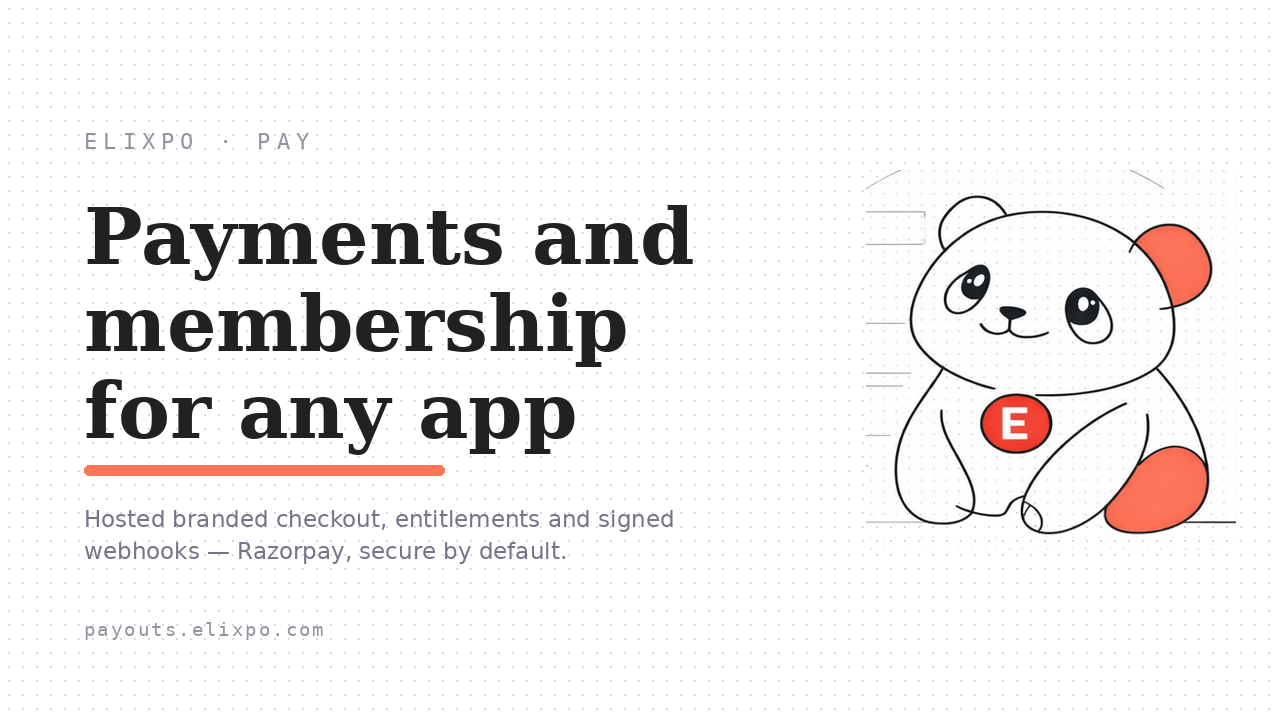 ELIXPO · PAY
Payments and
membership
for any app
Hosted branded checkout, entitlements and signed
webhooks — Razorpay, secure by default.
payouts.elixpo.com
E